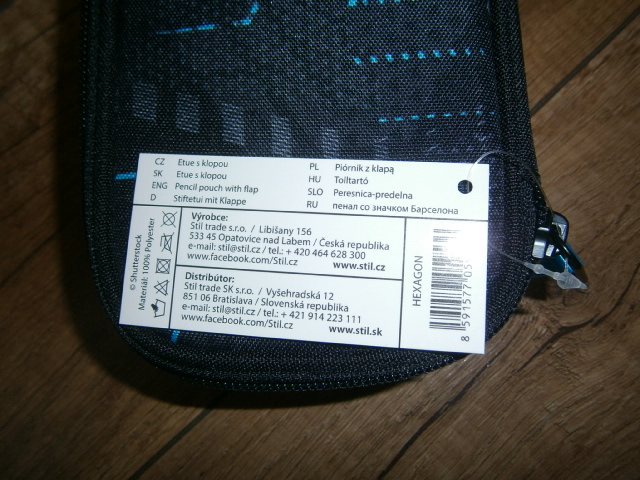 CZ Etue s klopou
SK Etue s klopou
ENG Pencil pouch with flap
D Stiftetui mit Klappe
PL Piórnik z klapą
HU Tolltartó
SLO Peresnica-predelna
RU пенал со значком Барселона
© Shutterstock
Materiál: 100% Polyester
Výrobce:
Stil trade s.r.o. / Libišany 156
533 45 Opatovice nad Labem / Česká republika
e-mail: stil@stil.cz / tel.: + 420 464 628 300
www.facebook.com/Stil.cz www.stil.cz
Distribútor:
Stil trade SK s.r.o. / Vyšehradská 12
851 06 Bratislava / Slovenská republika
e-mail: stil@stil.cz / tel.: + 421 914 223 111
www.facebook.com/Stil.cz www.stil.sk
HEXAGON